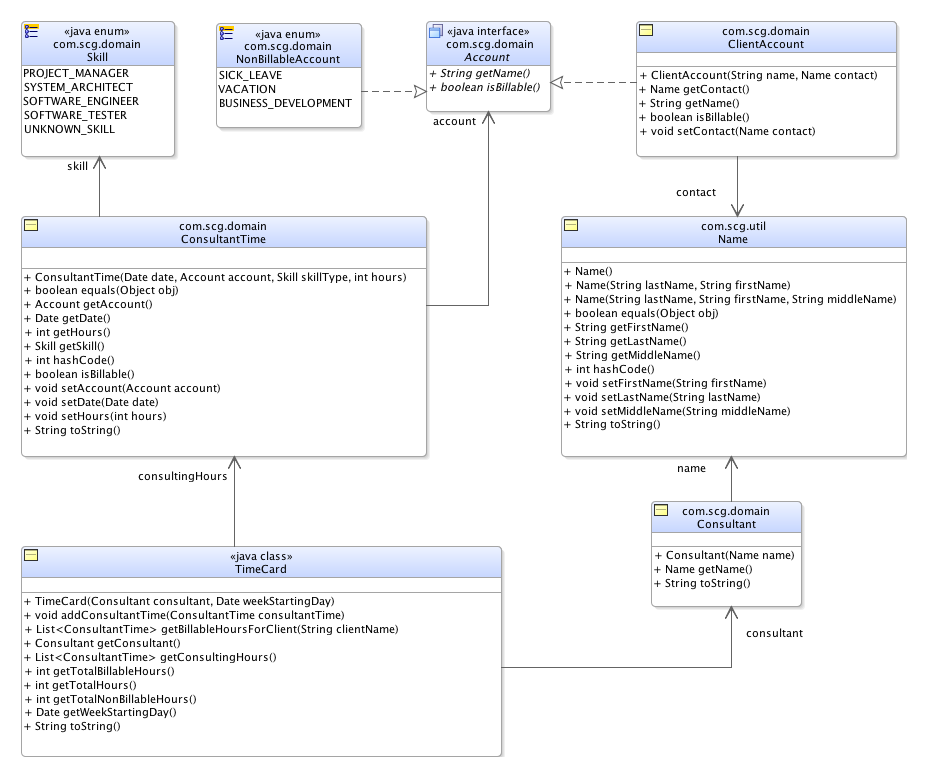 «java enum»
com.scg.domain
Skill
PROJECT_MANAGER
SYSTEM_ARCHITECT
SOFTWARE_ENGINEER
SOFTWARE_TESTER
UNKNOWN_SKILL
«java enum»
com.scg.domain
NonBillableAccount
SICK_LEAVE
VACATION
BUSINESS_DEVELOPMENT
«java interface»
com.scg.domain
Account
+ String getName()
+ boolean isBillable()
com.scg.domain
ClientAccount
+ ClientAccount(String name, Name contact)
+ Name getContact()
+ String getName()
+ boolean isBillable()
+ void setContact(Name contact)
account
skill
contact
com.scg.domain
ConsultantTime
+ ConsultantTime(Date date, Account account, Skill skillType, int hours)
+ boolean equals(Object obj)
+ Account getAccount()
+ Date getDate()
+ int getHours()
+ Skill getSkill()
+ int hashCode()
+ boolean isBillable()
+ void setAccount(Account account)
+ void setDate(Date date)
+ void setHours(int hours)
+ String toString()
com.scg.util
Name
+ Name()
+ Name(String lastName, String firstName)
+ Name(String lastName, String firstName, String middleName)
+ boolean equals(Object obj)
+ String getFirstName()
+ String getLastName()
+ String getMiddleName()
+ int hashCode()
+ void setFirstName(String firstName)
+ void setLastName(String lastName)
+ void setMiddleName(String middleName)
+ String toString()
consultingHours
name
com.scg.domain
Consultant
+ Consultant(Name name)
+ Name getName()
+ String toString()
«java class»
TimeCard
+ TimeCard(Consultant consultant, Date weekStartingDay)
+ void addConsultantTime(ConsultantTime consultantTime)
+ List<ConsultantTime> getBillableHoursForClient(String clientName)
+ Consultant getConsultant()
+ List<ConsultantTime> getConsultingHours()
+ int getTotalBillableHours()
+ int getTotalHours()
+ int getTotalNonBillableHours()
+ Date getWeekStartingDay()
+ String toString()
consultant